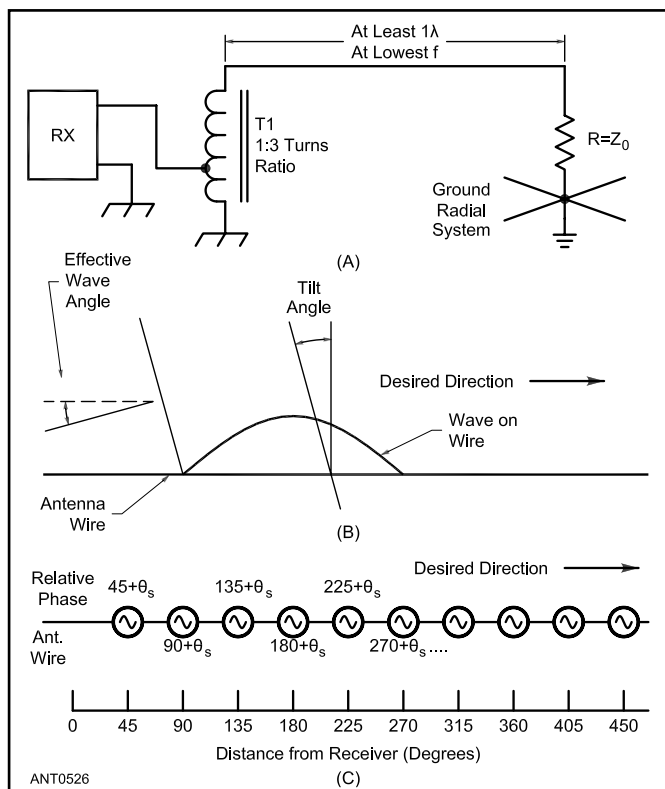 At Least 1λ
At Lowest f
RX
T1
1:3 Turns
Ratio
R=Z₀
Ground
Radial
System
(A)
Effective
Wave
Angle
Tilt
Angle
Desired Direction
Wave on
Wire
Antenna
Wire
(B)
Relative
Phase
45+θₛ
135+θₛ
225+θₛ
Desired Direction
Ant.
Wire
90+θₛ
180+θₛ
270+θₛ....
0 45 90 135 180 225 270 315 360 405 450
Distance from Receiver (Degrees)
ANT0526
(C)